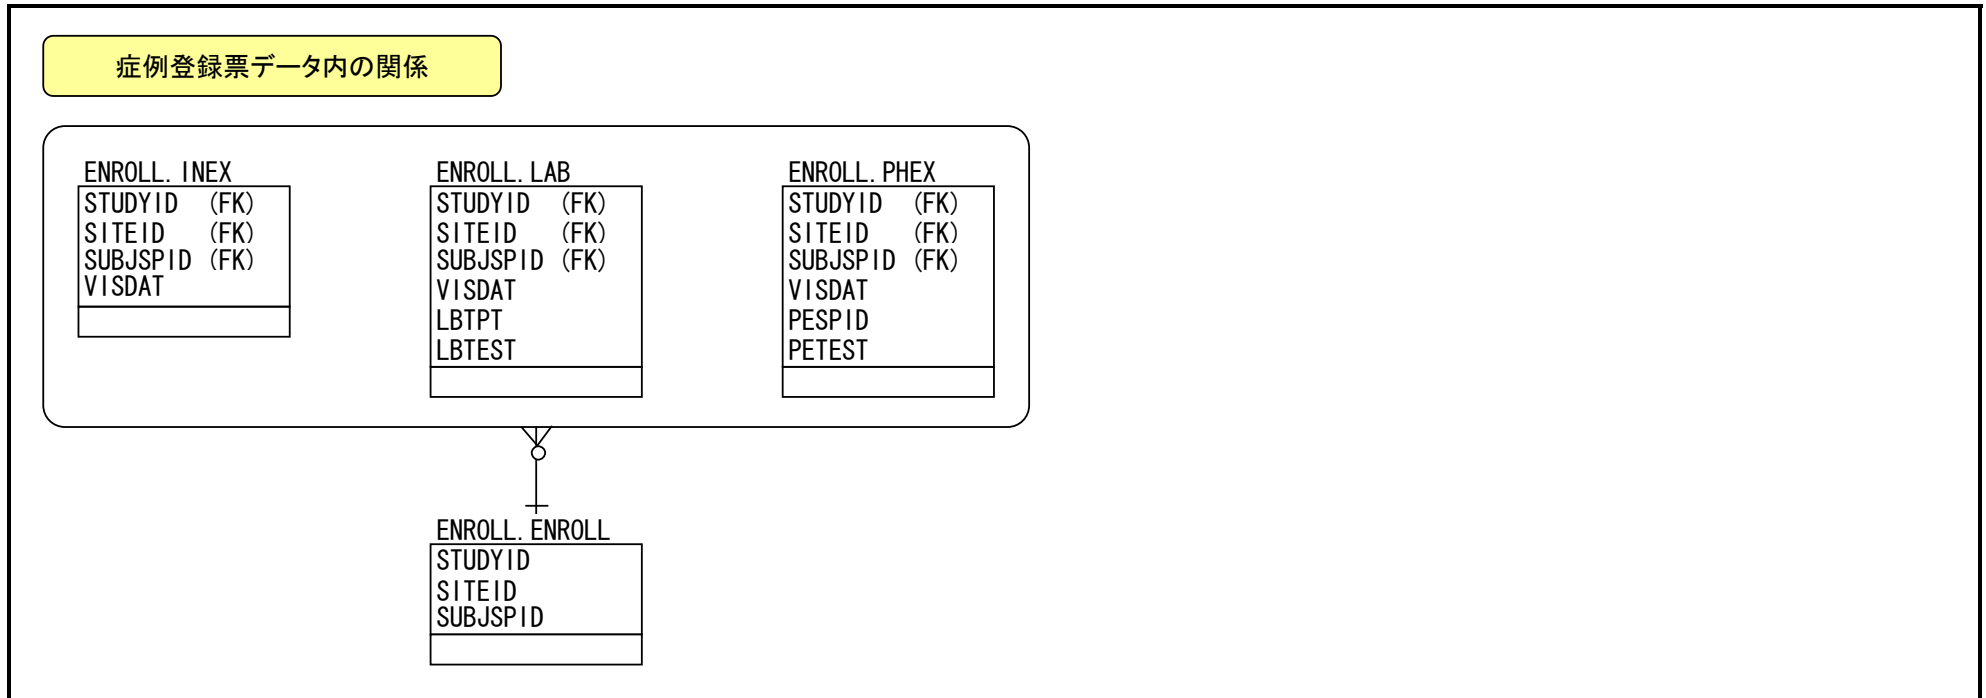 症例登録票データ内の関係
ENROLL.INEX
STUDYID (FK)
SITEID (FK)
SUBJSPID (FK)
VISDAT
ENROLL.LAB
STUDYID (FK)
SITEID (FK)
SUBJSPID (FK)
VISDAT
LBTPT
LBTEST
ENROLL.PHEX
STUDYID (FK)
SITEID (FK)
SUBJSPID (FK)
VISDAT
PESPID
PETEST
ENROLL.ENROLL
STUDYID
SITEID
SUBJSPID